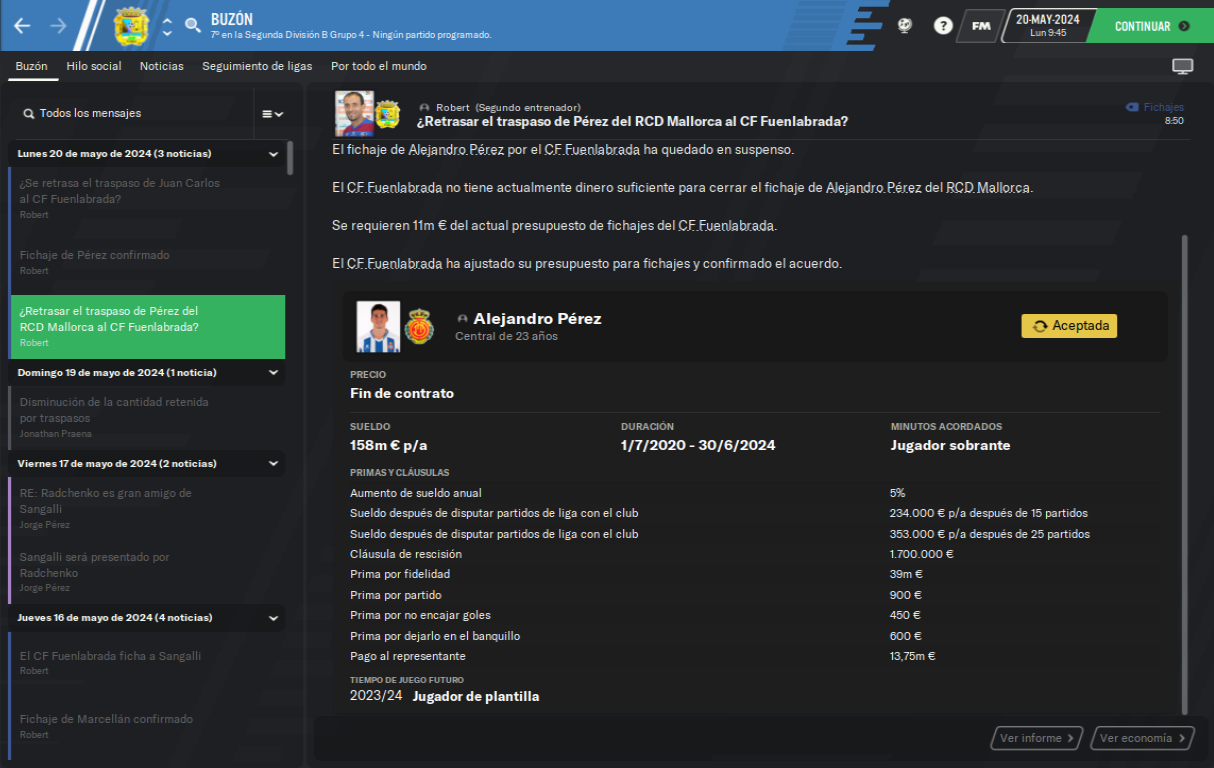 BUZÓN
7º en la Segunda División B Grupo 4 - Ningún partido programado.
?
FM
20-MAY-2024
Lun 9:45
CONTINUAR
Buzón
Hilo social
Noticias
Seguimiento de ligas
Por todo el mundo
Todos los mensajes
Lunes 20 de mayo de 2024 (3 noticias)
¿Se retrasa el traspaso de Juan Carlos
al CF Fuenlabrada?
Robert
Fichaje de Pérez confirmado
Robert
¿Retrasar el traspaso de Pérez del
RCD Mallorca al CF Fuenlabrada?
Robert
Domingo 19 de mayo de 2024 (1 noticia)
Disminución de la cantidad retenida
por traspasos
Jonathan Praena
Viernes 17 de mayo de 2024 (2 noticias)
RE: Radchenko es gran amigo de
Sangalli
Jorge Pérez
Sangalli será presentado por
Radchenko
Jorge Pérez
Jueves 16 de mayo de 2024 (4 noticias)
El CF Fuenlabrada ficha a Sangalli
Robert
Fichaje de Marcellán confirmado
Robert
Robert (Segundo entrenador)
¿Retrasar el traspaso de Pérez del RCD Mallorca al CF Fuenlabrada?
Fichajes
8:50
El fichaje de Alejandro Pérez por el CF Fuenlabrada ha quedado en suspenso.
El CF Fuenlabrada no tiene actualmente dinero suficiente para cerrar el fichaje de Alejandro Pérez del RCD Mallorca.
Se requieren 11m € del actual presupuesto de fichajes del CF Fuenlabrada.
El CF Fuenlabrada ha ajustado su presupuesto para fichajes y confirmado el acuerdo.
Alejandro Pérez
Central de 23 años
Aceptada
PRECIO
Fin de contrato
SUELDO DURACIÓN MINUTOS ACORDADOS
158m € p/a 1/7/2020 - 30/6/2024 Jugador sobrante
PRIMAS Y CLÁUSULAS
Aumento de sueldo anual 5%
Sueldo después de disputar partidos de liga con el club 234.000 € p/a después de 15 partidos
Sueldo después de disputar partidos de liga con el club 353.000 € p/a después de 25 partidos
Cláusula de rescisión 1.700.000 €
Prima por fidelidad 39m €
Prima por partido 900 €
Prima por no encajar goles 450 €
Prima por dejarlo en el banquillo 600 €
Pago al representante 13,75m €
TIEMPO DE JUEGO FUTURO
2023/24 Jugador de plantilla
Ver informe
Ver economía